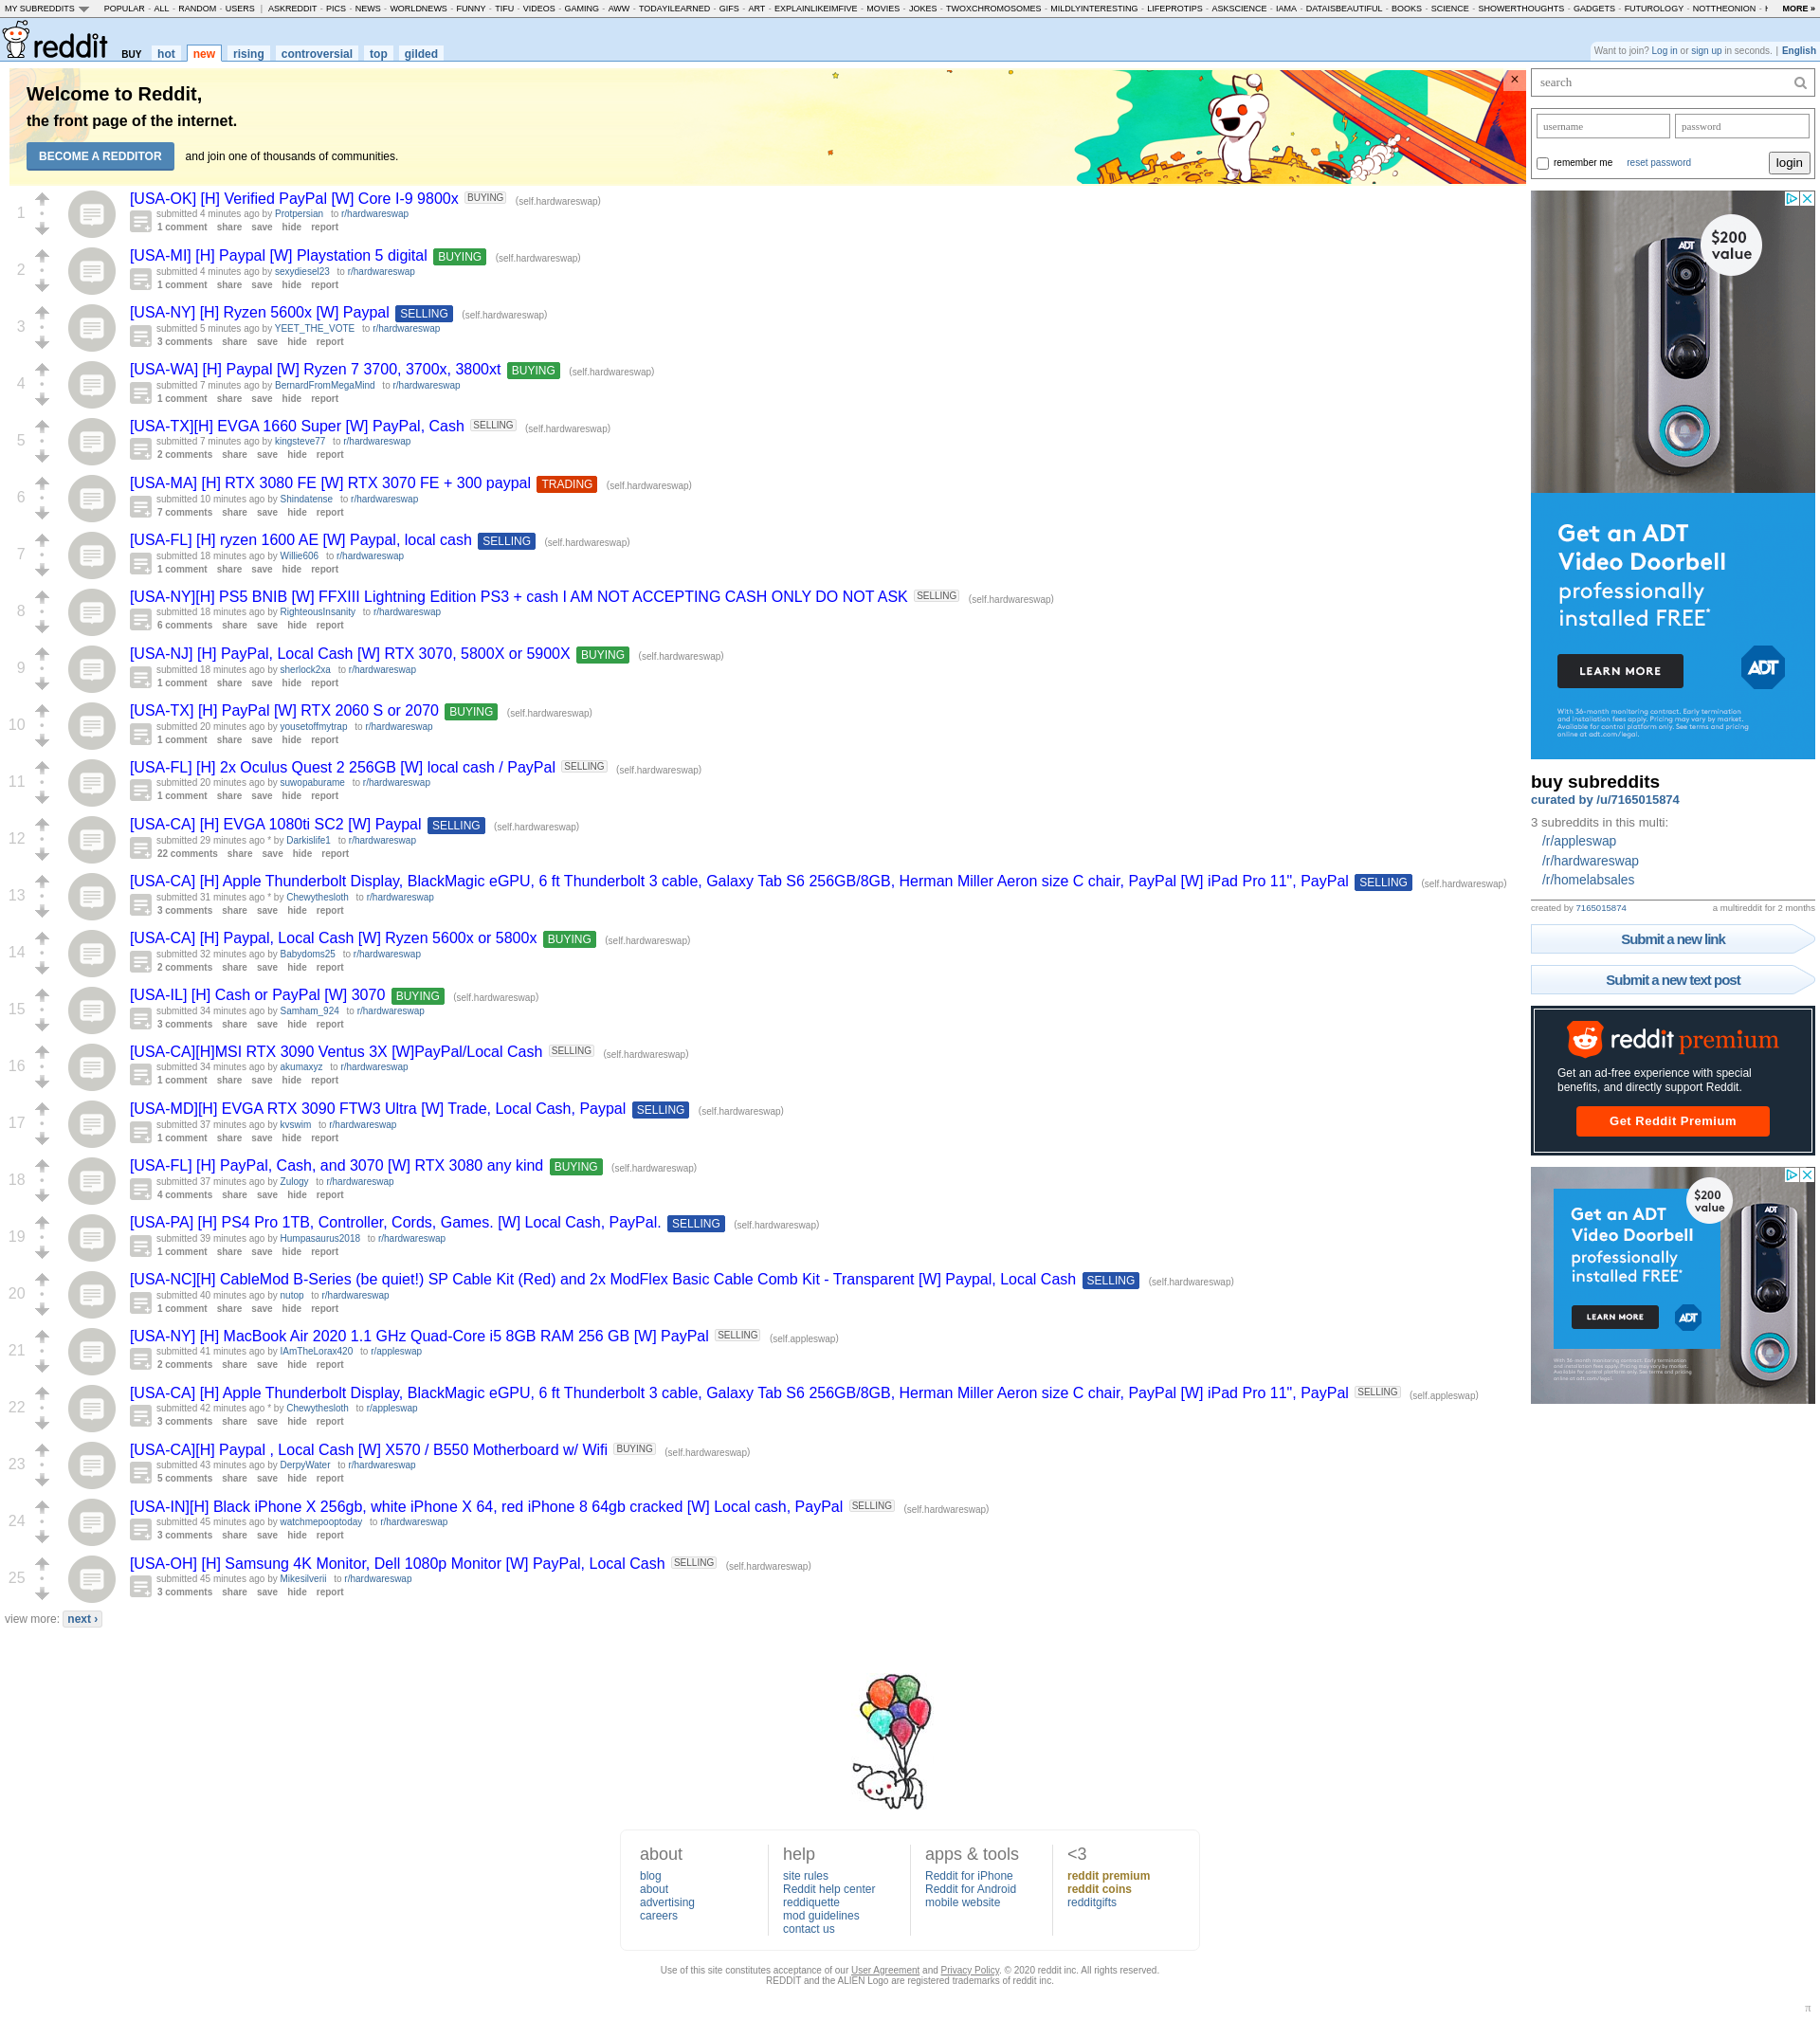 MY SUBREDDITS POPULAR - ALL - RANDOM - USERS | ASKREDDIT - PICS - NEWS - WORLDNEWS - FUNNY - TIFU - VIDEOS - GAMING - AWW - TODAYILEARNED - GIFS - ART - EXPLAINLIKEIMFIVE - MOVIES - JOKES - TWOXCHROMOSOMES - MILDLYINTERESTING - LIFEPROTIPS - ASKSCIENCE - IAMA - DATAISBEAUTIFUL - BOOKS - SCIENCE - SHOWERTHOUGHTS - GADGETS - FUTUROLOGY - NOTTHEONION - MORE »
reddit BUY hot new rising controversial top gilded
Want to join? Log in or sign up in seconds. | English
Welcome to Reddit,
the front page of the internet.
BECOME A REDDITOR and join one of thousands of communities.
×
search
username password
remember me reset password login
1 [USA-OK] [H] Verified PayPal [W] Core I-9 9800x BUYING (self.hardwareswap)
submitted 4 minutes ago by Protpersian to r/hardwareswap
1 comment share save hide report
2 [USA-MI] [H] Paypal [W] Playstation 5 digital BUYING (self.hardwareswap)
submitted 4 minutes ago by sexydiesel23 to r/hardwareswap
1 comment share save hide report
3 [USA-NY] [H] Ryzen 5600x [W] Paypal SELLING (self.hardwareswap)
submitted 5 minutes ago by YEET_THE_VOTE to r/hardwareswap
3 comments share save hide report
4 [USA-WA] [H] Paypal [W] Ryzen 7 3700, 3700x, 3800xt BUYING (self.hardwareswap)
submitted 7 minutes ago by BernardFromMegaMind to r/hardwareswap
1 comment share save hide report
5 [USA-TX][H] EVGA 1660 Super [W] PayPal, Cash SELLING (self.hardwareswap)
submitted 7 minutes ago by kingsteve77 to r/hardwareswap
2 comments share save hide report
6 [USA-MA] [H] RTX 3080 FE [W] RTX 3070 FE + 300 paypal TRADING (self.hardwareswap)
submitted 10 minutes ago by Shindatense to r/hardwareswap
7 comments share save hide report
7 [USA-FL] [H] ryzen 1600 AE [W] Paypal, local cash SELLING (self.hardwareswap)
submitted 18 minutes ago by Willie606 to r/hardwareswap
1 comment share save hide report
8 [USA-NY][H] PS5 BNIB [W] FFXIII Lightning Edition PS3 + cash I AM NOT ACCEPTING CASH ONLY DO NOT ASK SELLING (self.hardwareswap)
submitted 18 minutes ago by RighteousInsanity to r/hardwareswap
6 comments share save hide report
9 [USA-NJ] [H] PayPal, Local Cash [W] RTX 3070, 5800X or 5900X BUYING (self.hardwareswap)
submitted 18 minutes ago by sherlock2xa to r/hardwareswap
1 comment share save hide report
10 [USA-TX] [H] PayPal [W] RTX 2060 S or 2070 BUYING (self.hardwareswap)
submitted 20 minutes ago by yousetoffmytrap to r/hardwareswap
1 comment share save hide report
11 [USA-FL] [H] 2x Oculus Quest 2 256GB [W] local cash / PayPal SELLING (self.hardwareswap)
submitted 20 minutes ago by suwopaburame to r/hardwareswap
1 comment share save hide report
12 [USA-CA] [H] EVGA 1080ti SC2 [W] Paypal SELLING (self.hardwareswap)
submitted 29 minutes ago * by Darkislife1 to r/hardwareswap
22 comments share save hide report
13 [USA-CA] [H] Apple Thunderbolt Display, BlackMagic eGPU, 6 ft Thunderbolt 3 cable, Galaxy Tab S6 256GB/8GB, Herman Miller Aeron size C chair, PayPal [W] iPad Pro 11", PayPal SELLING (self.hardwareswap)
submitted 31 minutes ago * by Chewythesloth to r/hardwareswap
3 comments share save hide report
14 [USA-CA] [H] Paypal, Local Cash [W] Ryzen 5600x or 5800x BUYING (self.hardwareswap)
submitted 32 minutes ago by Babydoms25 to r/hardwareswap
2 comments share save hide report
15 [USA-IL] [H] Cash or PayPal [W] 3070 BUYING (self.hardwareswap)
submitted 34 minutes ago by Samham_924 to r/hardwareswap
3 comments share save hide report
16 [USA-CA][H]MSI RTX 3090 Ventus 3X [W]PayPal/Local Cash SELLING (self.hardwareswap)
submitted 34 minutes ago by akumaxyz to r/hardwareswap
1 comment share save hide report
17 [USA-MD][H] EVGA RTX 3090 FTW3 Ultra [W] Trade, Local Cash, Paypal SELLING (self.hardwareswap)
submitted 37 minutes ago by kvswim to r/hardwareswap
1 comment share save hide report
18 [USA-FL] [H] PayPal, Cash, and 3070 [W] RTX 3080 any kind BUYING (self.hardwareswap)
submitted 37 minutes ago by Zulogy to r/hardwareswap
4 comments share save hide report
19 [USA-PA] [H] PS4 Pro 1TB, Controller, Cords, Games. [W] Local Cash, PayPal. SELLING (self.hardwareswap)
submitted 39 minutes ago by Humpasaurus2018 to r/hardwareswap
1 comment share save hide report
20 [USA-NC][H] CableMod B-Series (be quiet!) SP Cable Kit (Red) and 2x ModFlex Basic Cable Comb Kit - Transparent [W] Paypal, Local Cash SELLING (self.hardwareswap)
submitted 40 minutes ago by nutop to r/hardwareswap
1 comment share save hide report
21 [USA-NY] [H] MacBook Air 2020 1.1 GHz Quad-Core i5 8GB RAM 256 GB [W] PayPal SELLING (self.appleswap)
submitted 41 minutes ago by IAmTheLorax420 to r/appleswap
2 comments share save hide report
22 [USA-CA] [H] Apple Thunderbolt Display, BlackMagic eGPU, 6 ft Thunderbolt 3 cable, Galaxy Tab S6 256GB/8GB, Herman Miller Aeron size C chair, PayPal [W] iPad Pro 11", PayPal SELLING (self.appleswap)
submitted 42 minutes ago * by Chewythesloth to r/appleswap
3 comments share save hide report
23 [USA-CA][H] Paypal , Local Cash [W] X570 / B550 Motherboard w/ Wifi BUYING (self.hardwareswap)
submitted 43 minutes ago by DerpyWater to r/hardwareswap
5 comments share save hide report
24 [USA-IN][H] Black iPhone X 256gb, white iPhone X 64, red iPhone 8 64gb cracked [W] Local cash, PayPal SELLING (self.hardwareswap)
submitted 45 minutes ago by watchmepooptoday to r/hardwareswap
3 comments share save hide report
25 [USA-OH] [H] Samsung 4K Monitor, Dell 1080p Monitor [W] PayPal, Local Cash SELLING (self.hardwareswap)
submitted 45 minutes ago by Mikesilverii to r/hardwareswap
3 comments share save hide report
view more: next ›
ADT
$200
value
Get an ADT
Video Doorbell
professionally
installed FREE*
LEARN MORE ADT
With 36-month monitoring contract. Early termination
and installation fees apply. Pricing may vary by market.
Available for control platform only. See terms and pricing
online at adt.com/legal.
buy subreddits
curated by /u/7165015874
3 subreddits in this multi:
/r/appleswap
/r/hardwareswap
/r/homelabsales
created by 7165015874 a multireddit for 2 months
Submit a new link
Submit a new text post
reddit premium
Get an ad-free experience with special
benefits, and directly support Reddit.
Get Reddit Premium
$200
value
ADT
Get an ADT
Video Doorbell
professionally
installed FREE*
LEARN MORE ADT
With 36-month monitoring contract. Early termination
and installation fees apply. Pricing may vary by market.
Available for control platform only. See terms and pricing
online at adt.com/legal.
about
blog
about
advertising
careers
help
site rules
Reddit help center
reddiquette
mod guidelines
contact us
apps & tools
Reddit for iPhone
Reddit for Android
mobile website
<3
reddit premium
reddit coins
redditgifts
Use of this site constitutes acceptance of our User Agreement and Privacy Policy. © 2020 reddit inc. All rights reserved.
REDDIT and the ALIEN Logo are registered trademarks of reddit inc.
π